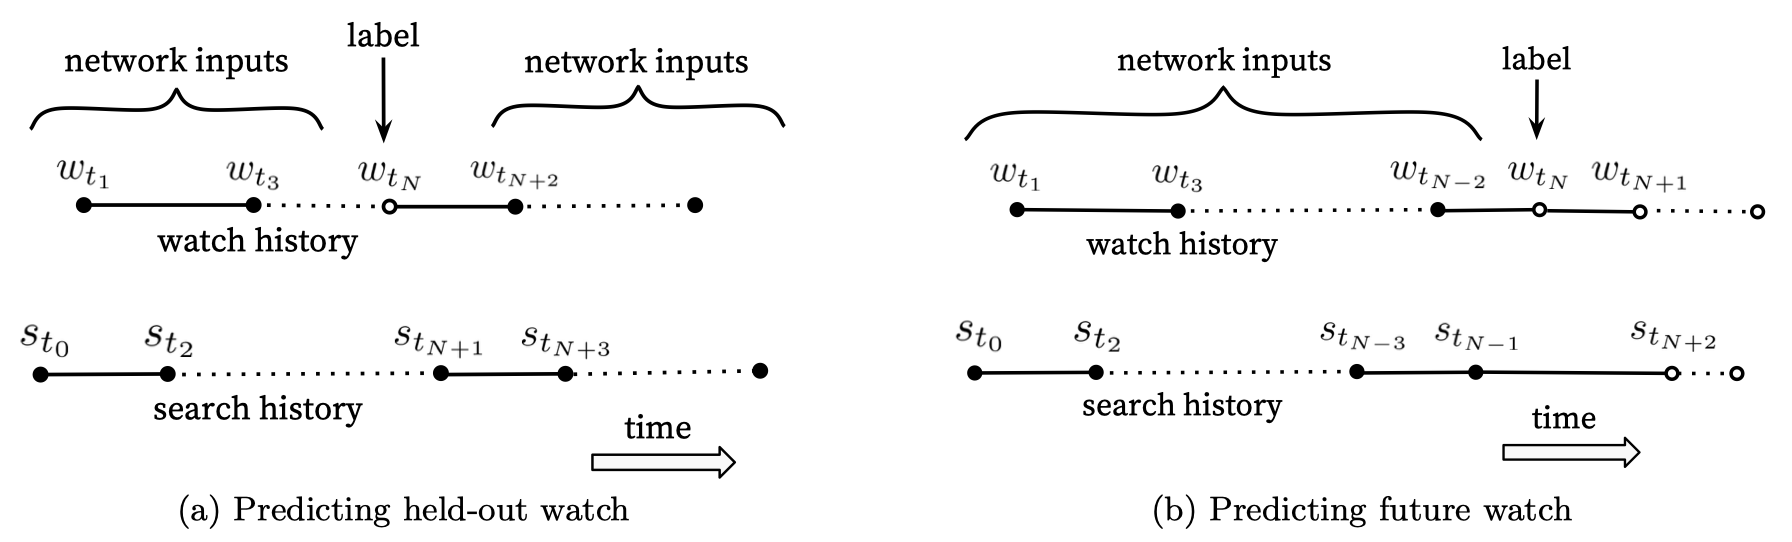 network inputs
label
network inputs
w_{t_1} w_{t_3} w_{t_N} w_{t_{N+2}}
watch history
s_{t_0} s_{t_2} s_{t_{N+1}} s_{t_{N+3}}
search history
time
(a) Predicting held-out watch
network inputs
label
w_{t_1} w_{t_3} w_{t_{N-2}} w_{t_N} w_{t_{N+1}}
watch history
s_{t_0} s_{t_2} s_{t_{N-3}} s_{t_{N-1}} s_{t_{N+2}}
search history
time
(b) Predicting future watch